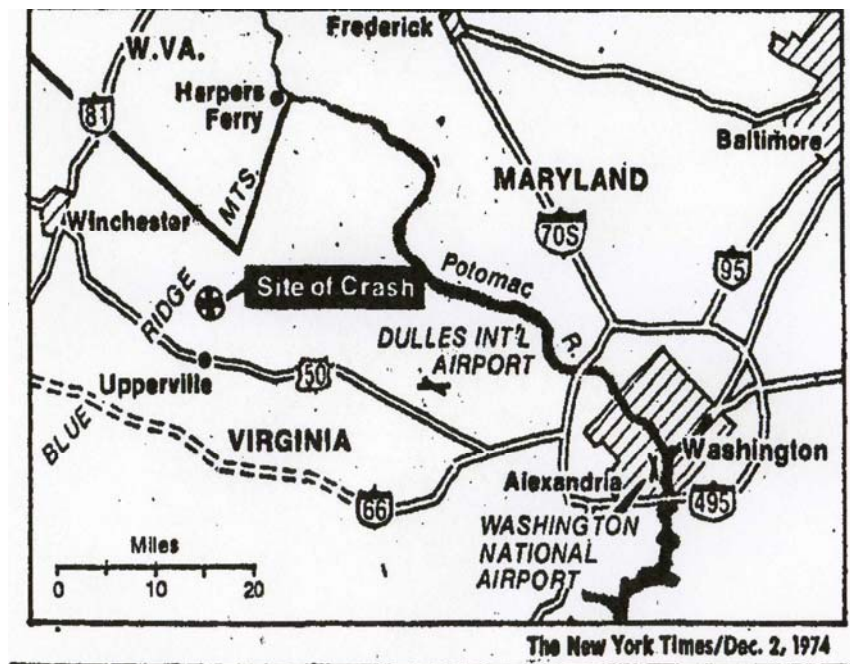 Frederick
W.VA.
Harpers
Ferry
81
Baltimore
MARYLAND
MTS.
Winchester
70S
95
Potomac
R.
RIDGE
Site of Crash
DULLES INT'L
AIRPORT
50
Upperville
BLUE
VIRGINIA
Washington
Alexandria
66
495
WASHINGTON
NATIONAL
AIRPORT
Miles
0 10 20
The New York Times/Dec. 2, 1974